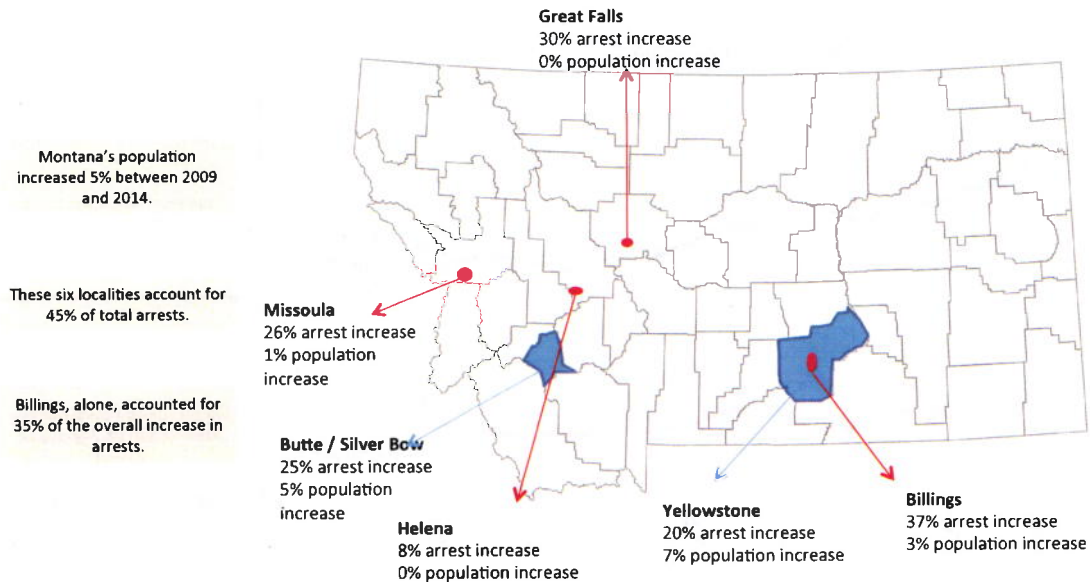 Great Falls
30% arrest increase
0% population increase
Montana's population
increased 5% between 2009
and 2014.
These six localities account for
45% of total arrests.
Billings, alone, accounted for
35% of the overall increase in
arrests.
Missoula
26% arrest increase
1% population
increase
Butte / Silver Bow
25% arrest increase
5% population
increase
Helena
8% arrest increase
0% population increase
Yellowstone
20% arrest increase
7% population increase
Billings
37% arrest increase
3% population increase